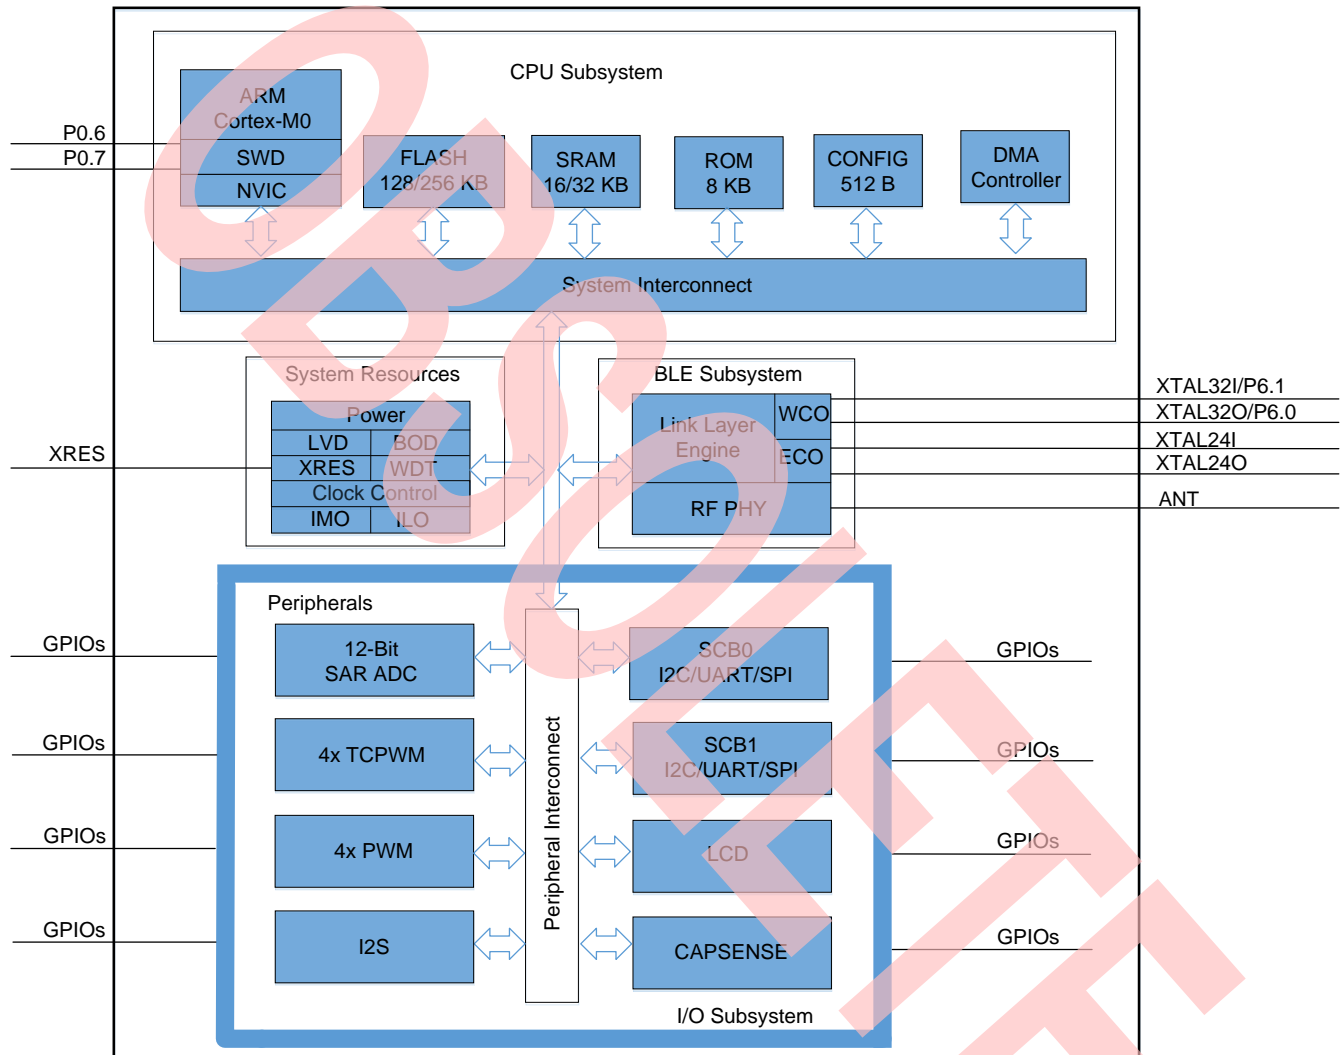 CPU Subsystem
ARM
Cortex-M0
SWD
NVIC
FLASH
128/256 KB
SRAM
16/32 KB
ROM
8 KB
CONFIG
512 B
DMA
Controller
P0.6
P0.7
System Interconnect
System Resources
Power
LVD
BOD
XRES
WDT
Clock Control
IMO
ILO
XRES
BLE Subsystem
Link Layer
Engine
WCO
ECO
RF PHY
XTAL32I/P6.1
XTAL32O/P6.0
XTAL24I
XTAL24O
ANT
Peripherals
12-Bit
SAR ADC
4x TCPWM
4x PWM
I2S
Peripheral Interconnect
SCB0
I2C/UART/SPI
SCB1
I2C/UART/SPI
LCD
CAPSENSE
I/O Subsystem
GPIOs
GPIOs
GPIOs
GPIOs
GPIOs
GPIOs
GPIOs
GPIOs
OBSOLETE